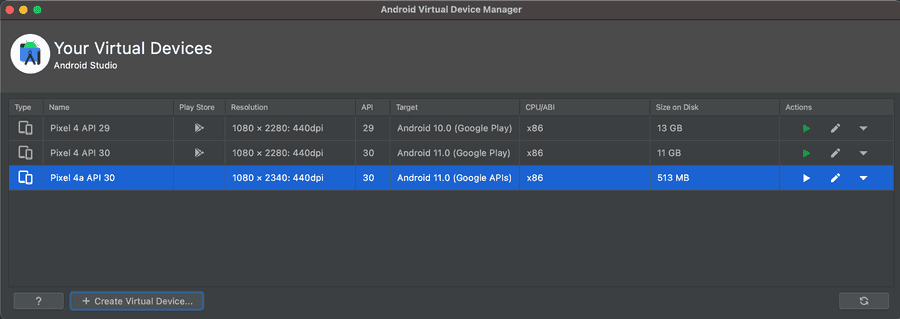 Android Virtual Device Manager
Your Virtual Devices
Android Studio
Type Name Play Store Resolution API Target CPU/ABI Size on Disk Actions
Pixel 4 API 29 1080 × 2280: 440dpi 29 Android 10.0 (Google Play) x86 13 GB
Pixel 4 API 30 1080 × 2280: 440dpi 30 Android 11.0 (Google Play) x86 11 GB
Pixel 4a API 30 1080 × 2340: 440dpi 30 Android 11.0 (Google APIs) x86 513 MB
? + Create Virtual Device...